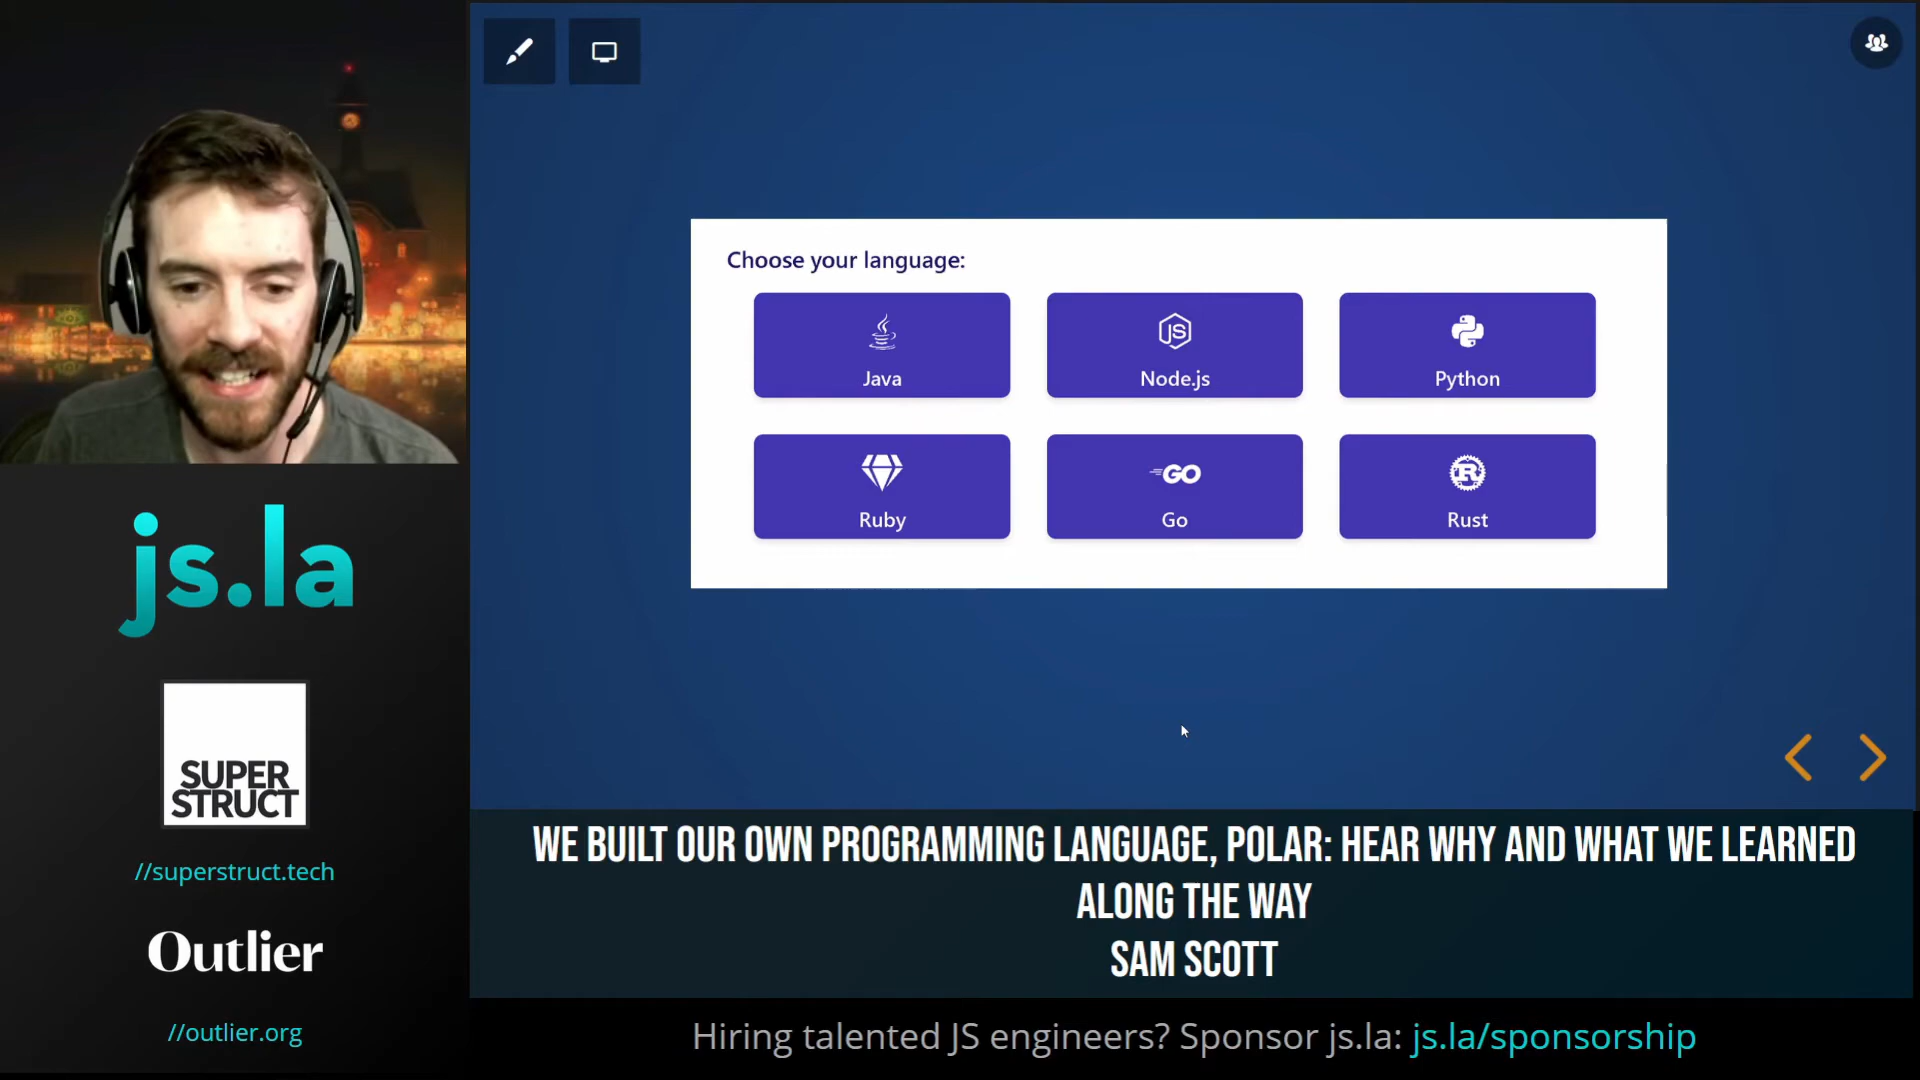 Choose your language:
Java
JS
Node.js
Python
Ruby
GO
Go
R
Rust
js.la
SUPER
STRUCT
//superstruct.tech
Outlier
//outlier.org
WE BUILT OUR OWN PROGRAMMING LANGUAGE, POLAR: HEAR WHY AND WHAT WE LEARNED
ALONG THE WAY
SAM SCOTT
Hiring talented JS engineers? Sponsor js.la: js.la/sponsorship